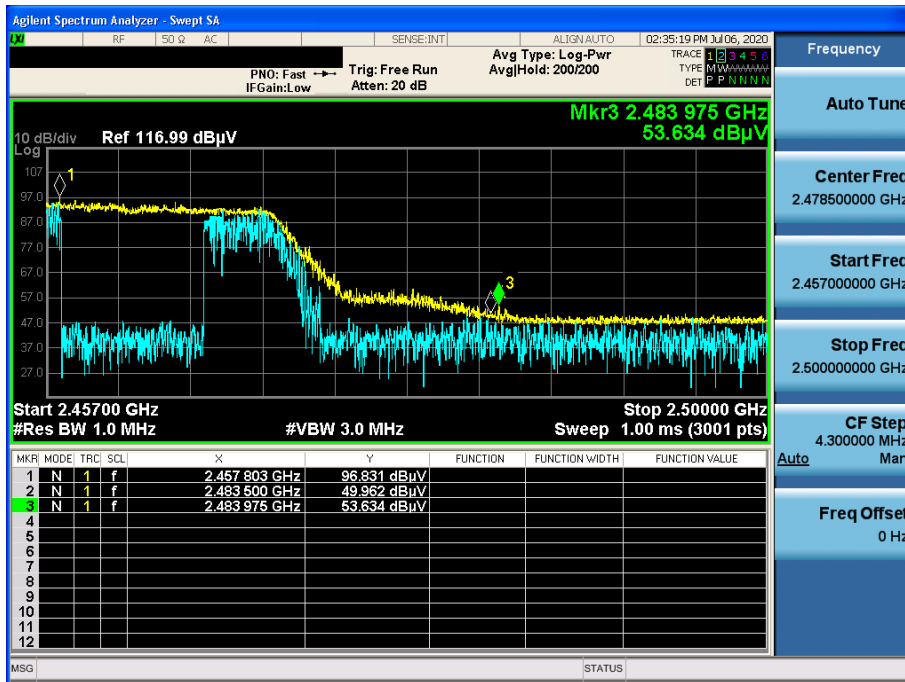 Agilent Spectrum Analyzer - Swept SA
LXI RF 50 Ω AC SENSE:INT ALIGN AUTO 02:35:19 PM Jul 06, 2020
PNO: Fast
IFGain:Low
Trig: Free Run
Atten: 20 dB
Avg Type: Log-Pwr
Avg|Hold: 200/200
TRACE 1 2 3 4 5 6
TYPE M W
DET P P N N N N
Mkr3 2.483 975 GHz
53.634 dBµV
10 dB/div Ref 116.99 dBµV
Log
107
97.0
87.0
77.0
67.0
57.0
47.0
37.0
27.0
1
3
Start 2.45700 GHz Stop 2.50000 GHz
#Res BW 1.0 MHz #VBW 3.0 MHz Sweep 1.00 ms (3001 pts)
MKR MODE TRC SCL X Y FUNCTION FUNCTION WIDTH FUNCTION VALUE
1 N 1 f 2.457 803 GHz 96.831 dBµV
2 N 1 f 2.483 500 GHz 49.962 dBµV
3 N 1 f 2.483 975 GHz 53.634 dBµV
4
5
6
7
8
9
10
11
12
MSG STATUS
Frequency
Auto Tune
Center Freq
2.478500000 GHz
Start Freq
2.457000000 GHz
Stop Freq
2.500000000 GHz
CF Step
4.300000 MHz
Auto Man
Freq Offset
0 Hz